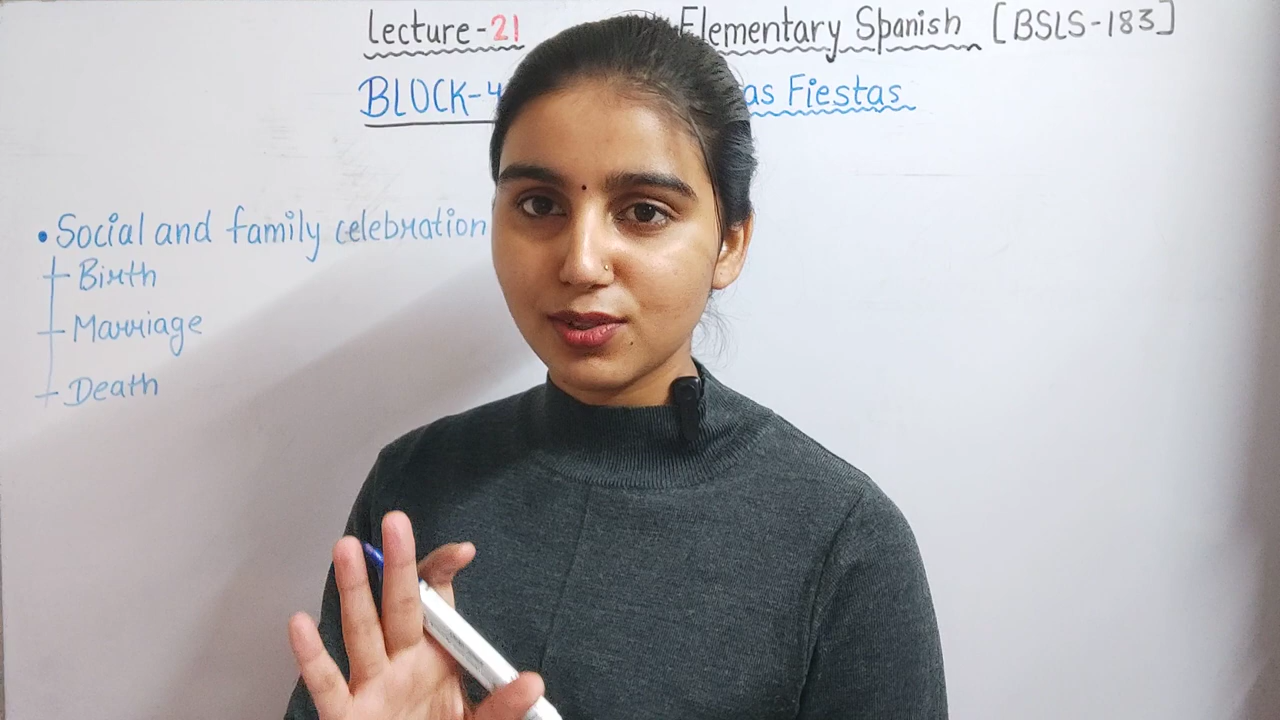 Lecture-21 Elementary Spanish [BSLS-183]
BLOCK-4 as Fiestas
• Social and family celebration
Birth
Marriage
Death